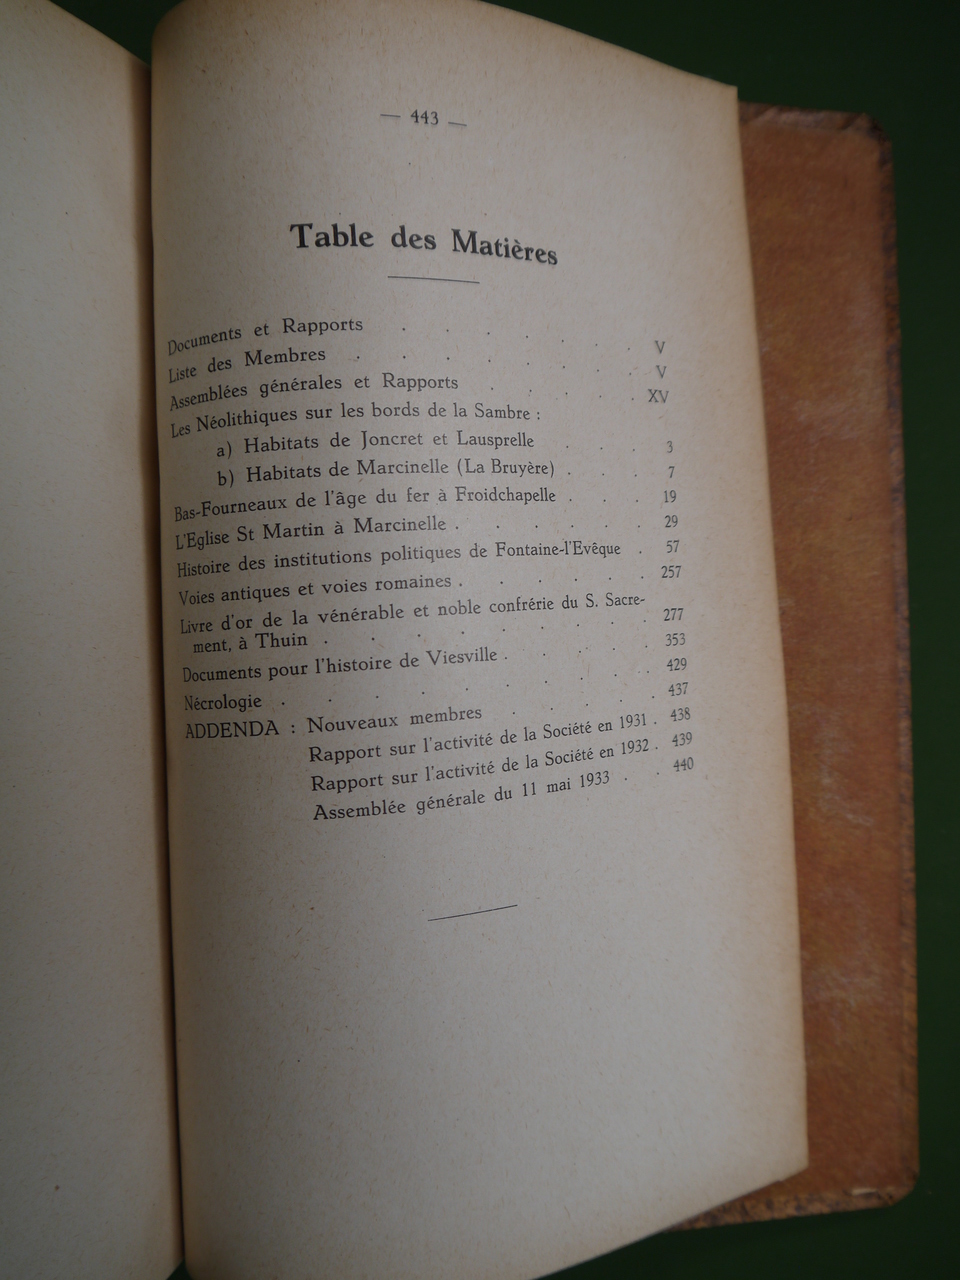 — 443 —
Table des Matières
Documents et Rapports . . . . . . . V
Liste des Membres . . . . . . . V
Assemblées générales et Rapports . . . . . XV
Les Néolithiques sur les bords de la Sambre :
a) Habitats de Joncret et Lausprelle . . . 3
b) Habitats de Marcinelle (La Bruyère) . . . 7
Bas-Fourneaux de l'âge du fer à Froidchapelle . . . 19
L'Eglise St Martin à Marcinelle . . . . . . 29
Histoire des institutions politiques de Fontaine-l'Evêque . 57
Voies antiques et voies romaines . . . . . . 257
Livre d'or de la vénérable et noble confrérie du S. Sacre-
ment, à Thuin . . . . . . . . 277
Documents pour l'histoire de Viesville . . . . . 353
Nécrologie . . . . . . . . . 429
ADDENDA : Nouveaux membres . . . . . 437
Rapport sur l'activité de la Société en 1931 . 438
Rapport sur l'activité de la Société en 1932 . 439
Assemblée générale du 11 mai 1933 . . 440